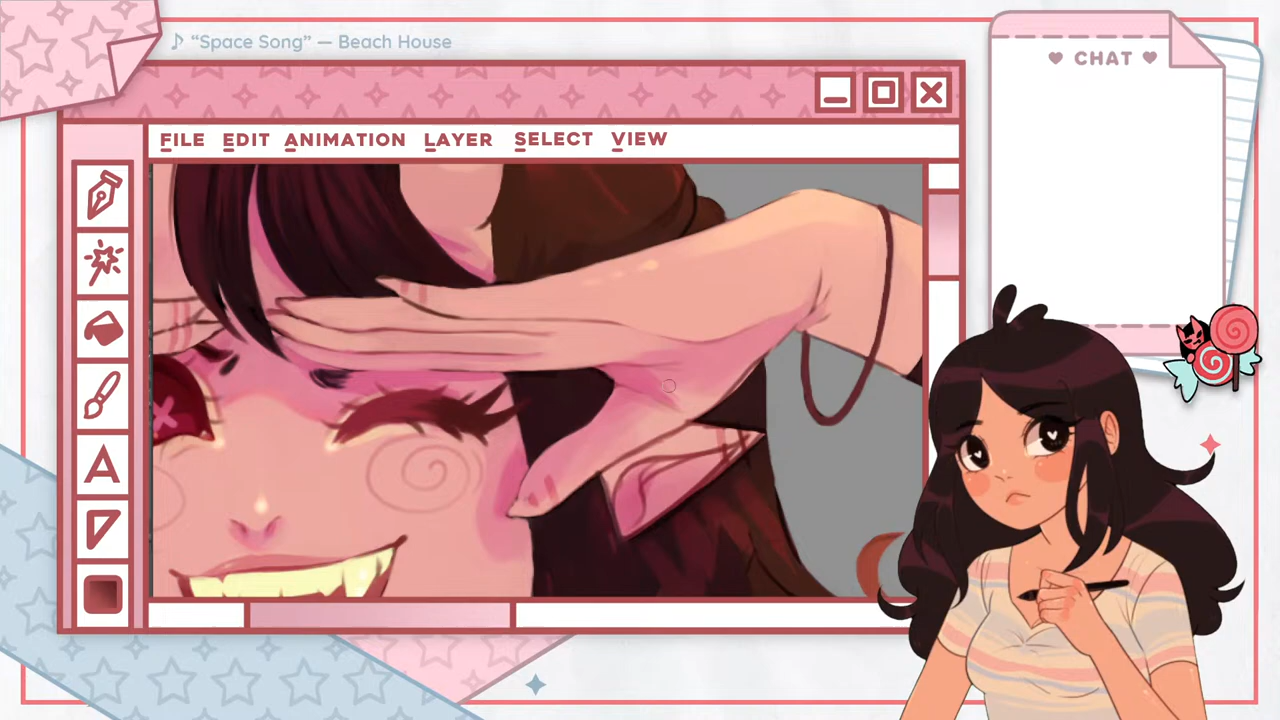 ♪ “Space Song” — Beach House
♥ CHAT ♥
FILE EDIT ANIMATION LAYER SELECT VIEW
A